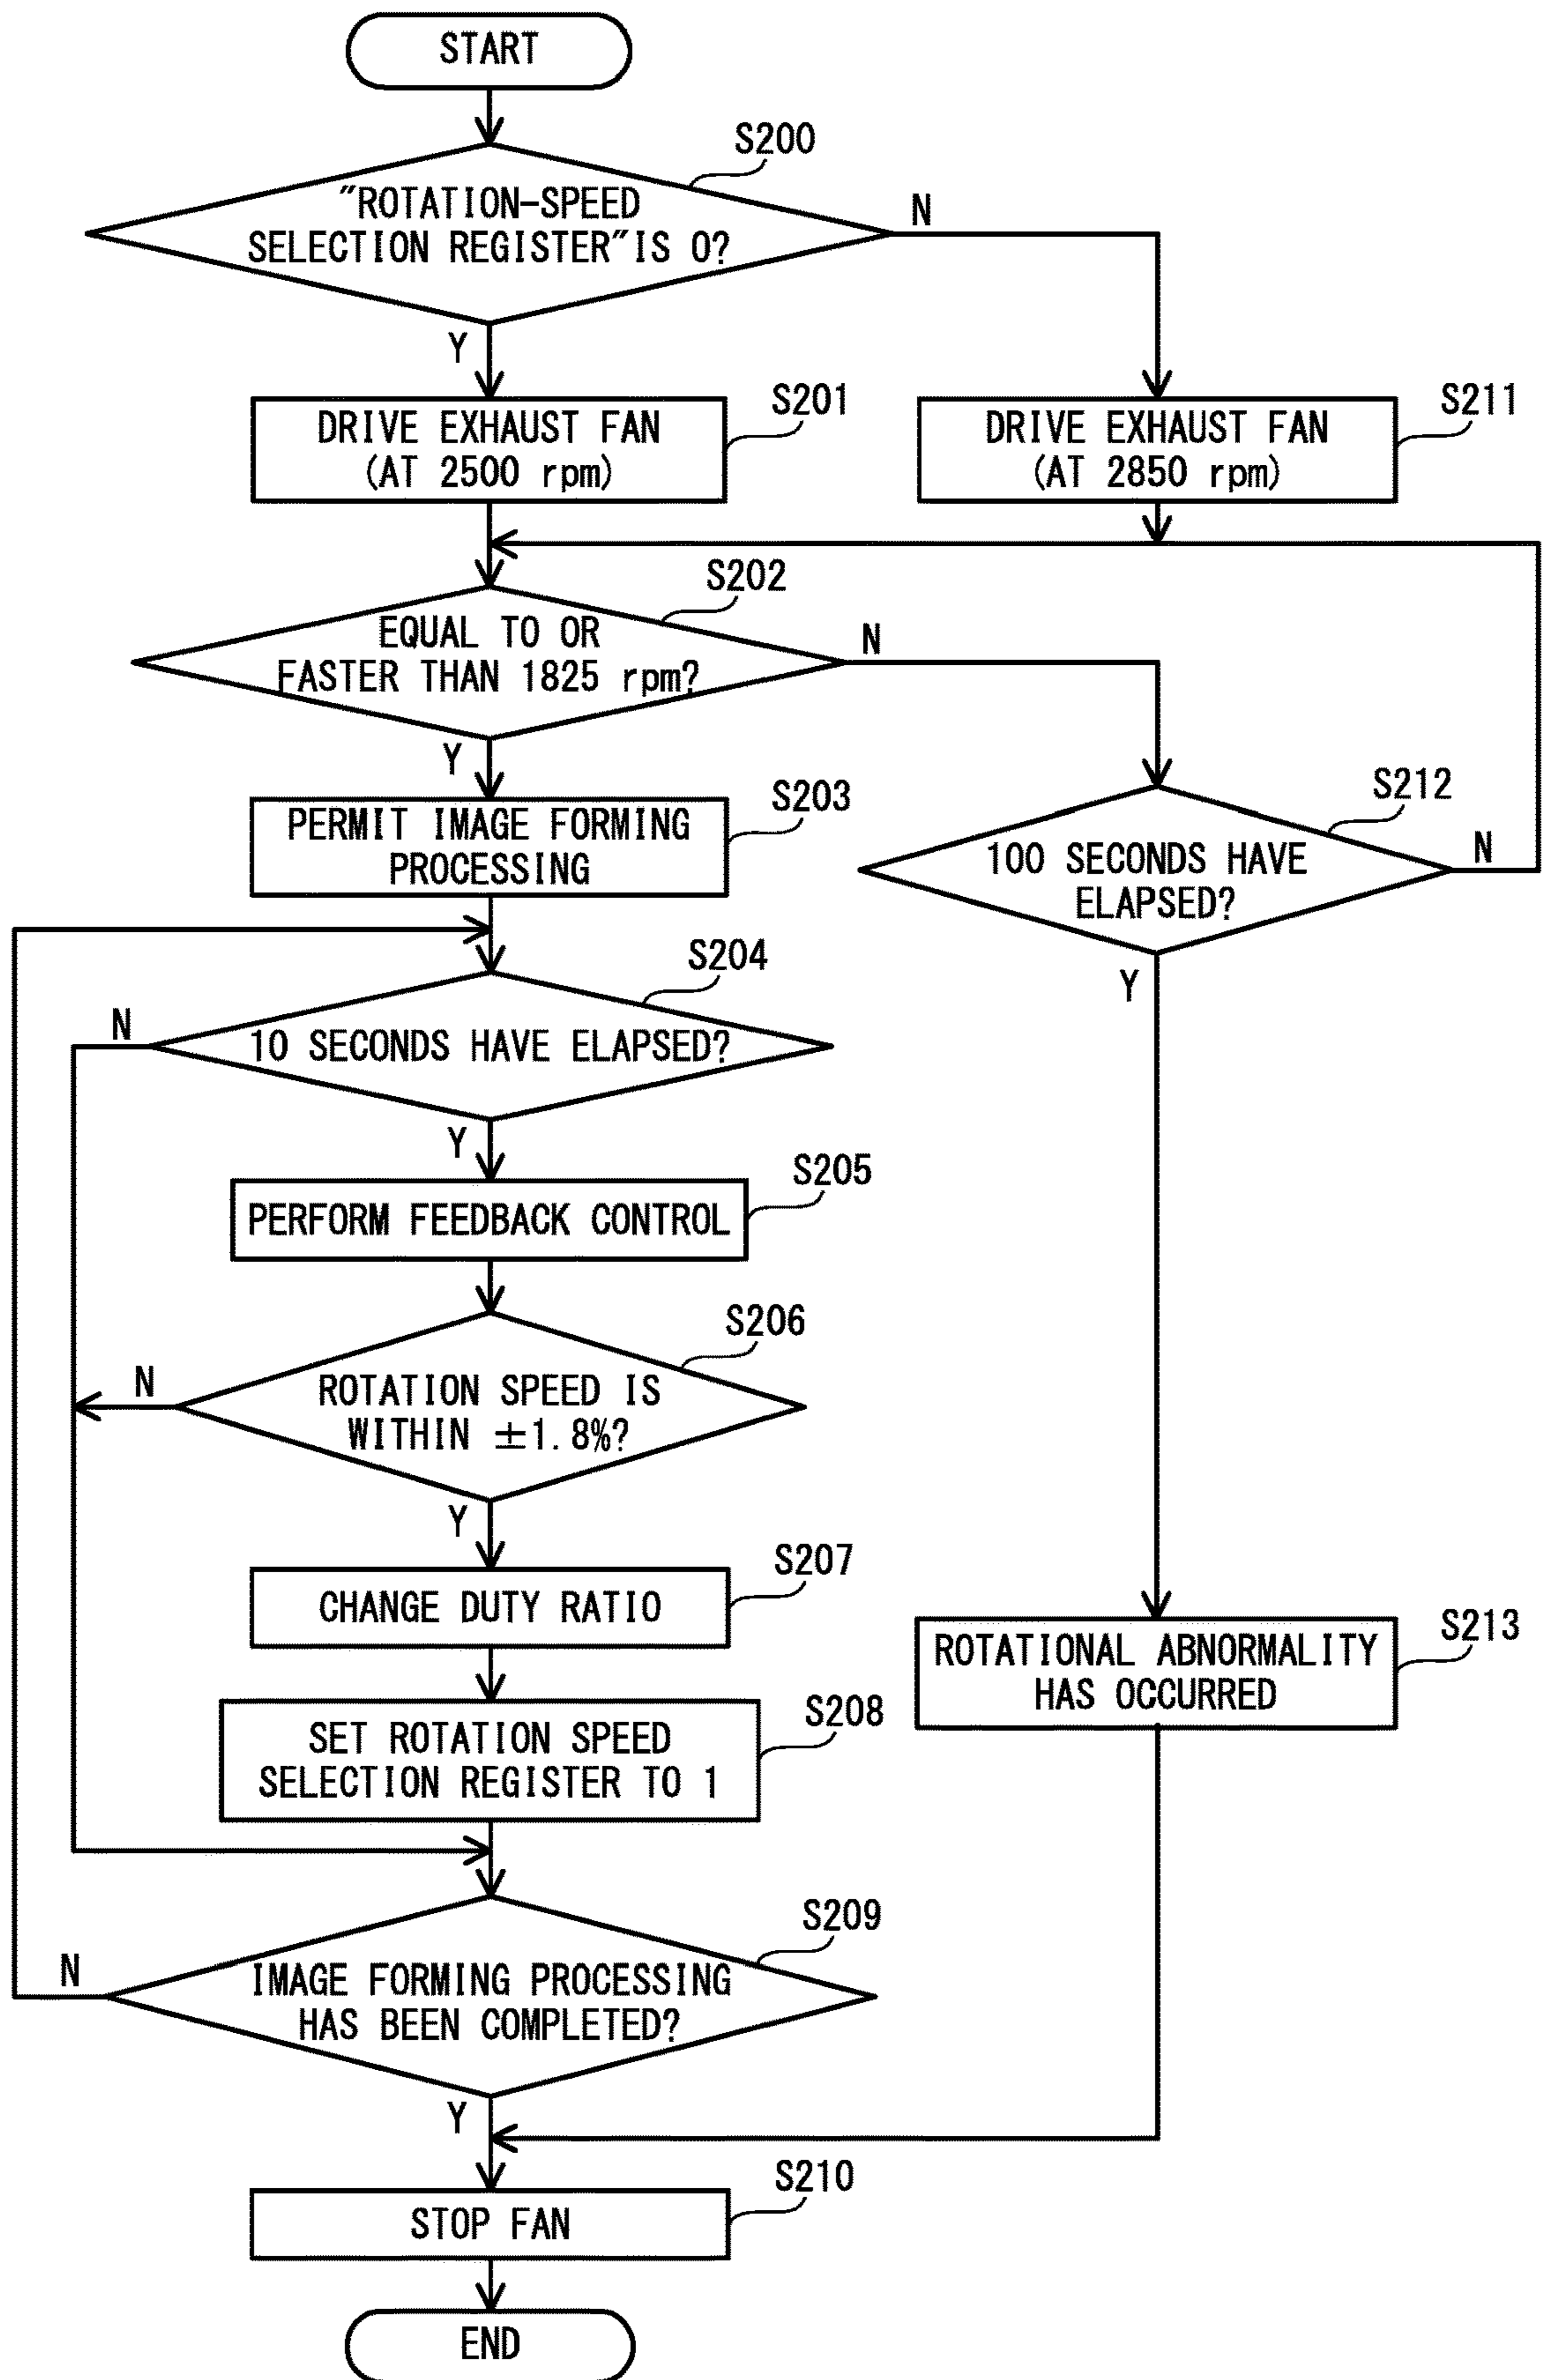 START
S200
"ROTATION-SPEED
SELECTION REGISTER"IS 0?
N
Y
S201
DRIVE EXHAUST FAN
(AT 2500 rpm)
S211
DRIVE EXHAUST FAN
(AT 2850 rpm)
S202
EQUAL TO OR
FASTER THAN 1825 rpm?
N
Y
S203
PERMIT IMAGE FORMING
PROCESSING
S212
100 SECONDS HAVE
ELAPSED?
N
Y
S204
10 SECONDS HAVE ELAPSED?
N
Y
S205
PERFORM FEEDBACK CONTROL
S206
ROTATION SPEED IS
WITHIN ±1.8%?
N
Y
S207
CHANGE DUTY RATIO
S213
ROTATIONAL ABNORMALITY
HAS OCCURRED
S208
SET ROTATION SPEED
SELECTION REGISTER TO 1
S209
IMAGE FORMING PROCESSING
HAS BEEN COMPLETED?
N
Y
S210
STOP FAN
END